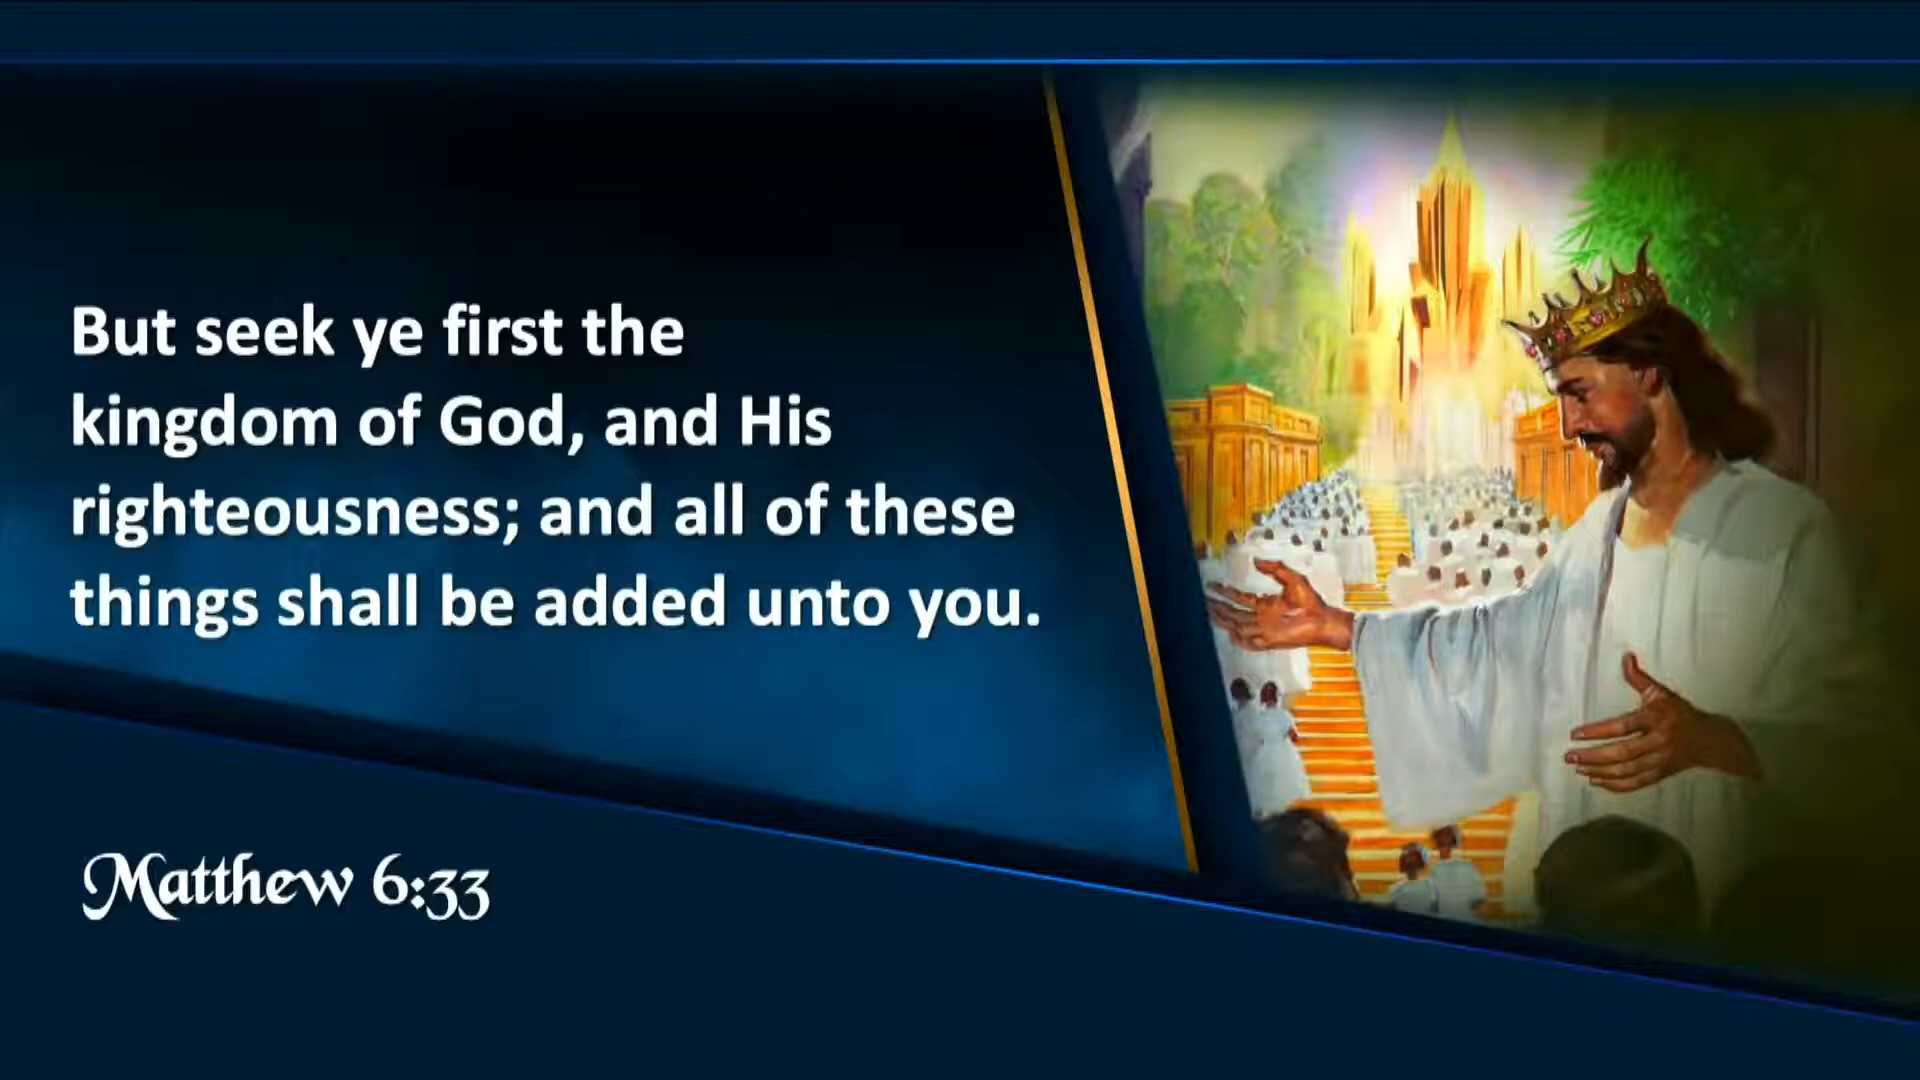 But seek ye first the
kingdom of God, and His
righteousness; and all of these
things shall be added unto you.
Matthew 6:33